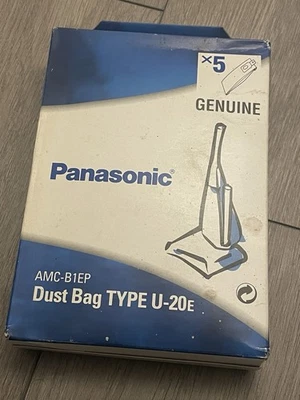 ×5
GENUINE
Panasonic®
AMC-B1EP
Dust Bag TYPE U-20E